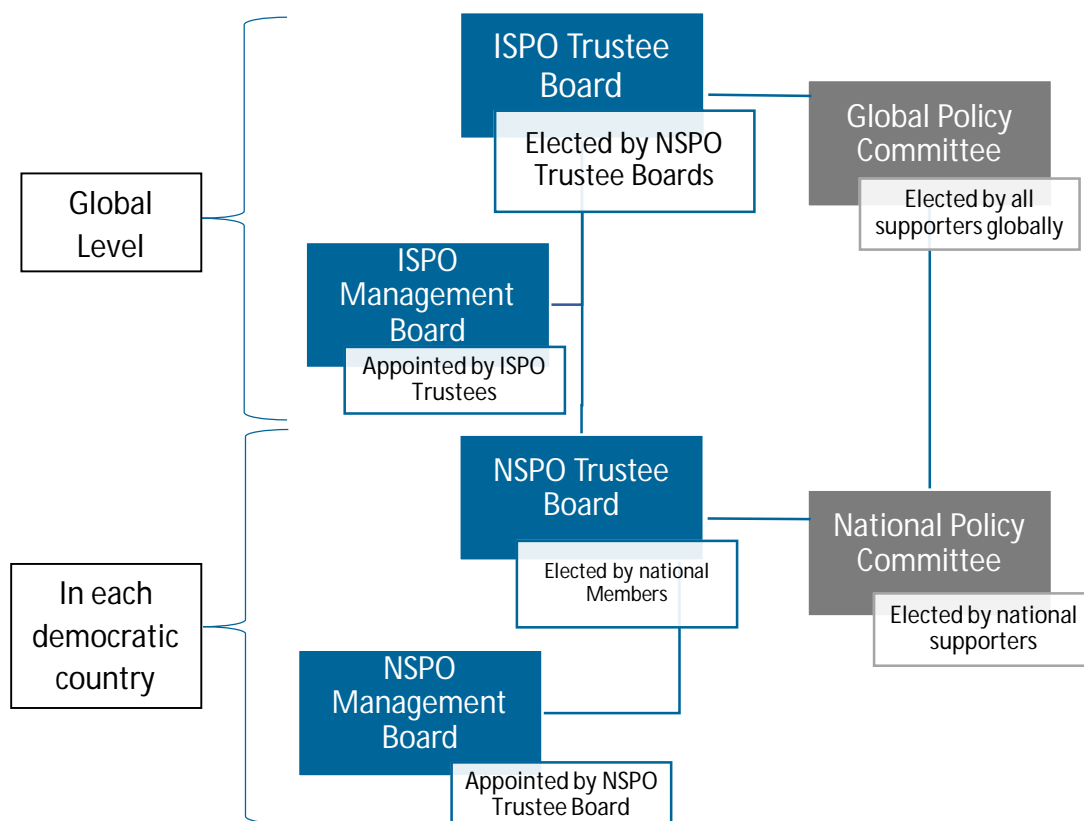 ISPO Trustee
Board
Elected by NSPO
Trustee Boards
Global Policy
Committee
Elected by all
supporters globally
Global
Level
ISPO
Management
Board
Appointed by ISPO
Trustees
NSPO Trustee
Board
Elected by national
Members
National Policy
Committee
Elected by national
supporters
In each
democratic
country
NSPO
Management
Board
Appointed by NSPO
Trustee Board